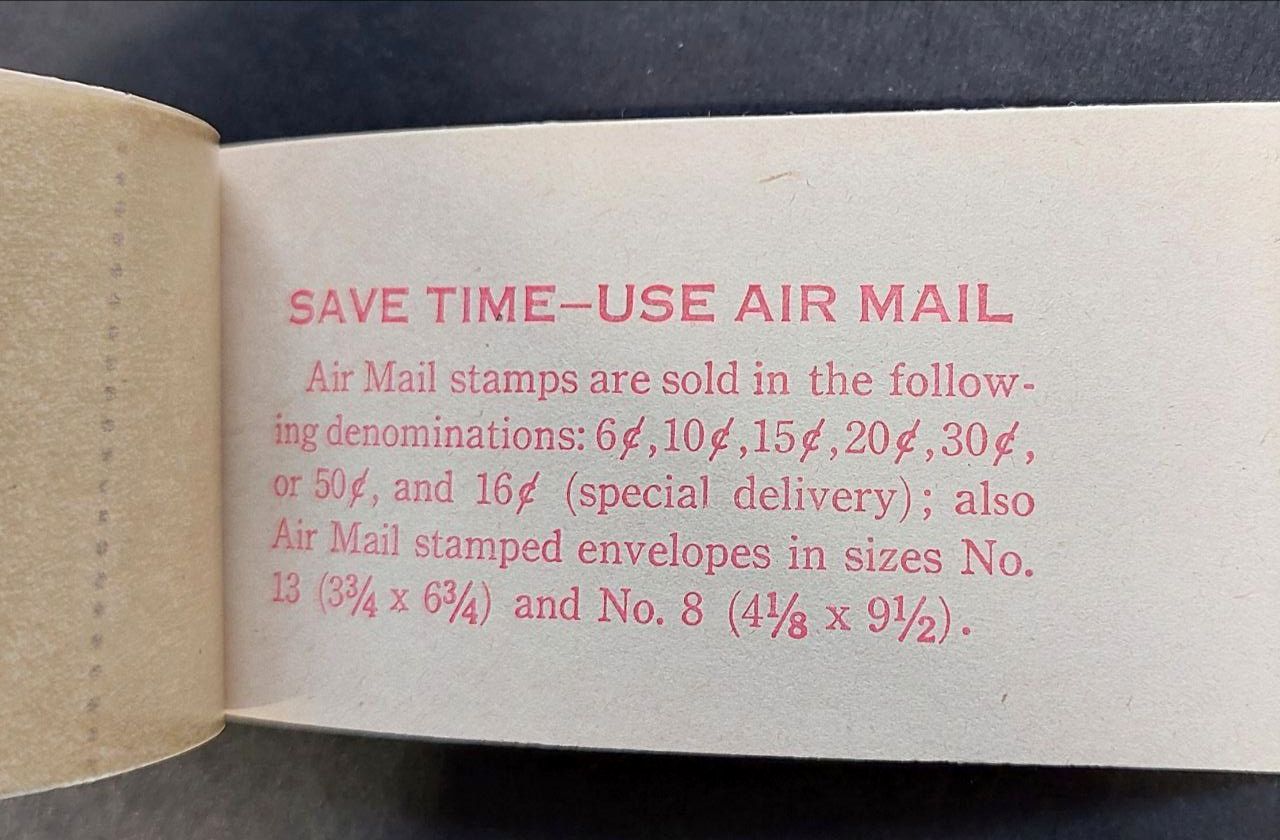 SAVE TIME—USE AIR MAIL
Air Mail stamps are sold in the follow-
ing denominations: 6¢, 10¢, 15¢, 20¢, 30¢,
or 50¢, and 16¢ (special delivery); also
Air Mail stamped envelopes in sizes No.
13 (3¾ x 6¾) and No. 8 (4⅛ x 9½).